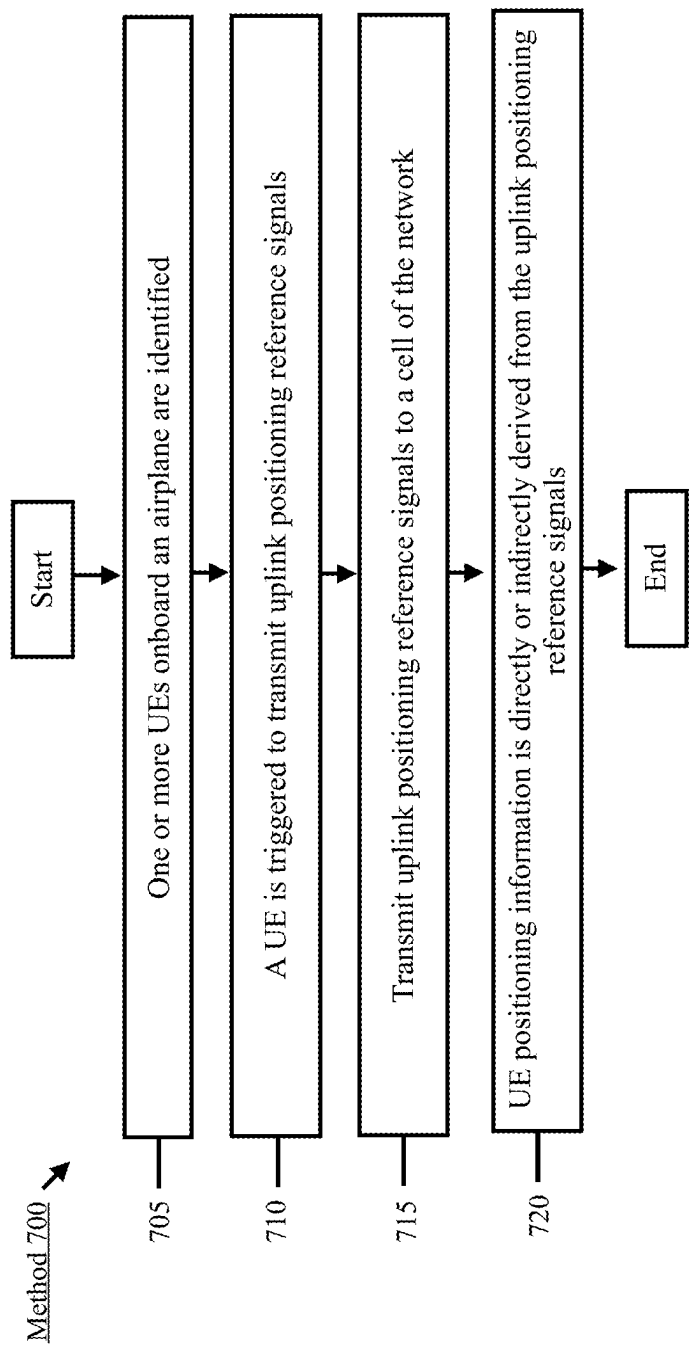 Method 700
Start
705
One or more UEs onboard an airplane are identified
710
A UE is triggered to transmit uplink positioning reference signals
715
Transmit uplink positioning reference signals to a cell of the network
720
UE positioning information is directly or indirectly derived from the uplink positioning
reference signals
End